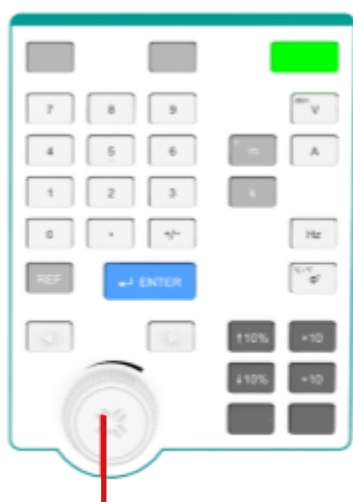 7 8 9 V
4 5 6 m A
1 2 3 k
0 • +/− Hz
REF ↵ ENTER
↑10% ×10
↓10% ÷10